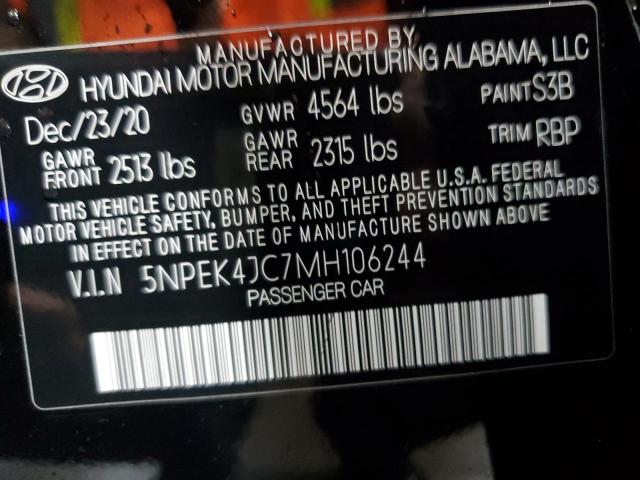 MANUFACTURED BY
HYUNDAI MOTOR MANUFACTURING ALABAMA, LLC
Dec/23/20 GVWR 4564 lbs PAINT S3B
GAWR FRONT 2513 lbs GAWR REAR 2315 lbs TRIM RBP
THIS VEHICLE CONFORMS TO ALL APPLICABLE U.S.A. FEDERAL
MOTOR VEHICLE SAFETY, BUMPER, AND THEFT PREVENTION STANDARDS
IN EFFECT ON THE DATE OF MANUFACTURE SHOWN ABOVE
V.I.N 5NPEK4JC7MH106244
PASSENGER CAR